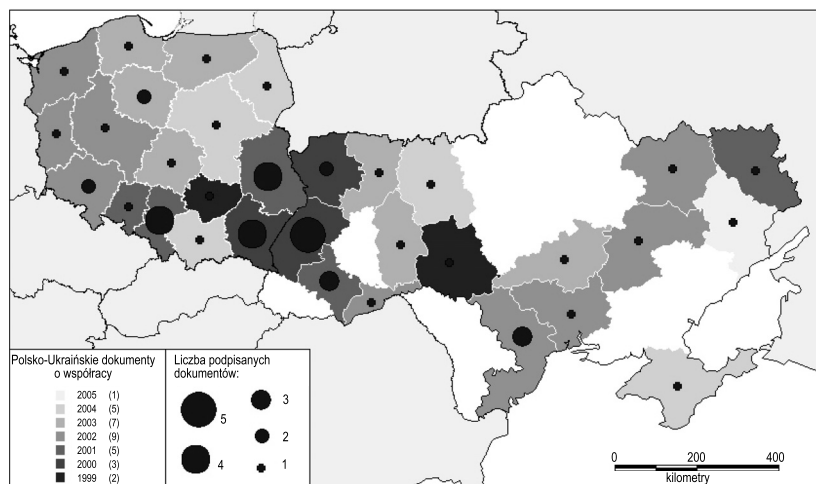 Polsko-Ukraińskie dokumenty
o współracy
2005 (1)
2004 (5)
2003 (7)
2002 (9)
2001 (5)
2000 (3)
1999 (2)
Liczba podpisanych
dokumentów:
5
4
3
2
1
0 200 400
kilometry